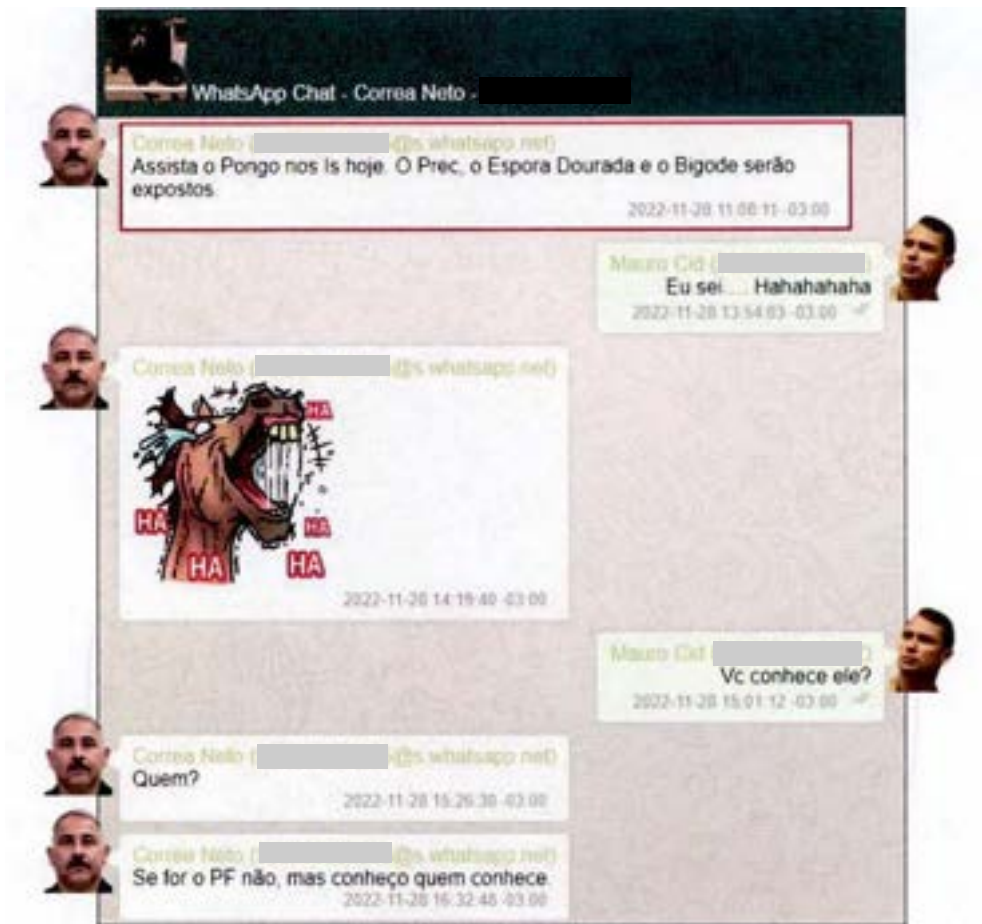 WhatsApp Chat - Correa Neto -
Correa Neto ( @s.whatsapp.net)
Assista o Pongo nos Is hoje. O Prec, o Espora Dourada e o Bigode serão
expostos.
2022-11-28 11:08:11 -03:00
Mauro Cid (
Eu sei.... Hahahahaha
2022-11-28 13:54:03 -03:00
Correa Neto ( @s.whatsapp.net)
HA
HA
HA
HA
HA
2022-11-28 14:19:40 -03:00
Mauro Cid (
Vc conhece ele?
2022-11-28 15:01:12 -03:00
Correa Neto ( @s.whatsapp.net)
Quem?
2022-11-28 15:26:30 -03:00
Correa Neto ( @s.whatsapp.net)
Se for o PF não, mas conheço quem conhece.
2022-11-28 16:32:48 -03:00